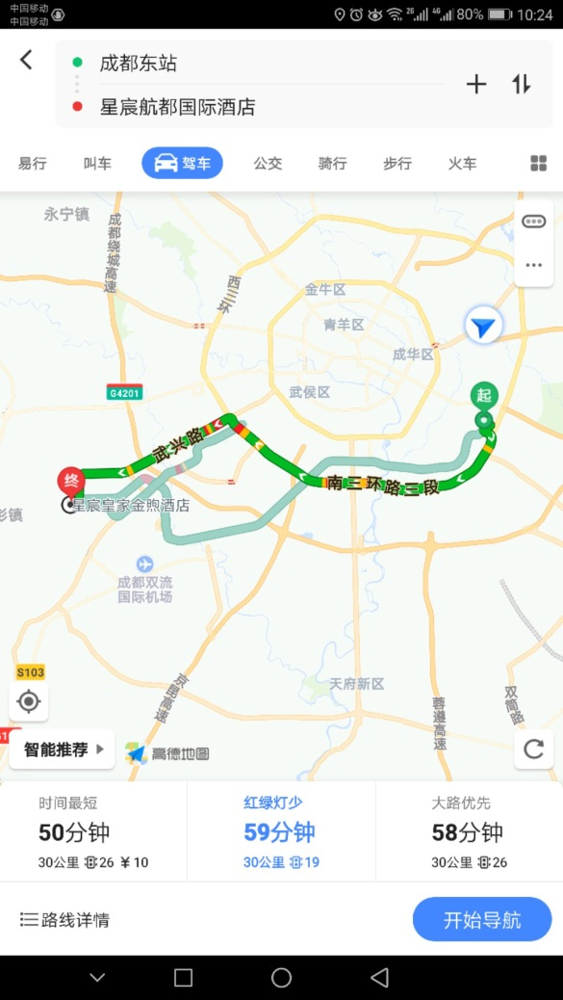 中国移动
中国移动
2G 4G 80% 10:24
成都东站
星宸航都国际酒店
易行 叫车 驾车 公交 骑行 步行 火车
永宁镇
成都绕城高速
西三环
金牛区
青羊区
成华区
G4201
武侯区
起
武兴路
南三环路三段
终
星宸皇家金煦酒店
彭镇
成都双流
国际机场
S103
天府新区
京昆高速
蓉遵高速
双简路
智能推荐
高德地图
时间最短 红绿灯少 大路优先
50分钟 59分钟 58分钟
30公里 26 ¥10 30公里 19 30公里 26
路线详情 开始导航